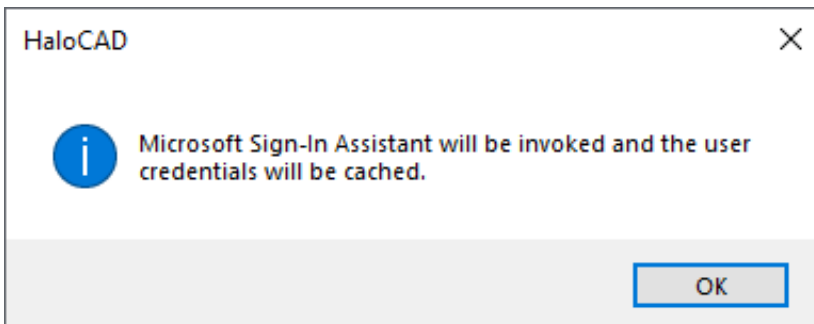 HaloCAD
Microsoft Sign-In Assistant will be invoked and the user
credentials will be cached.
OK